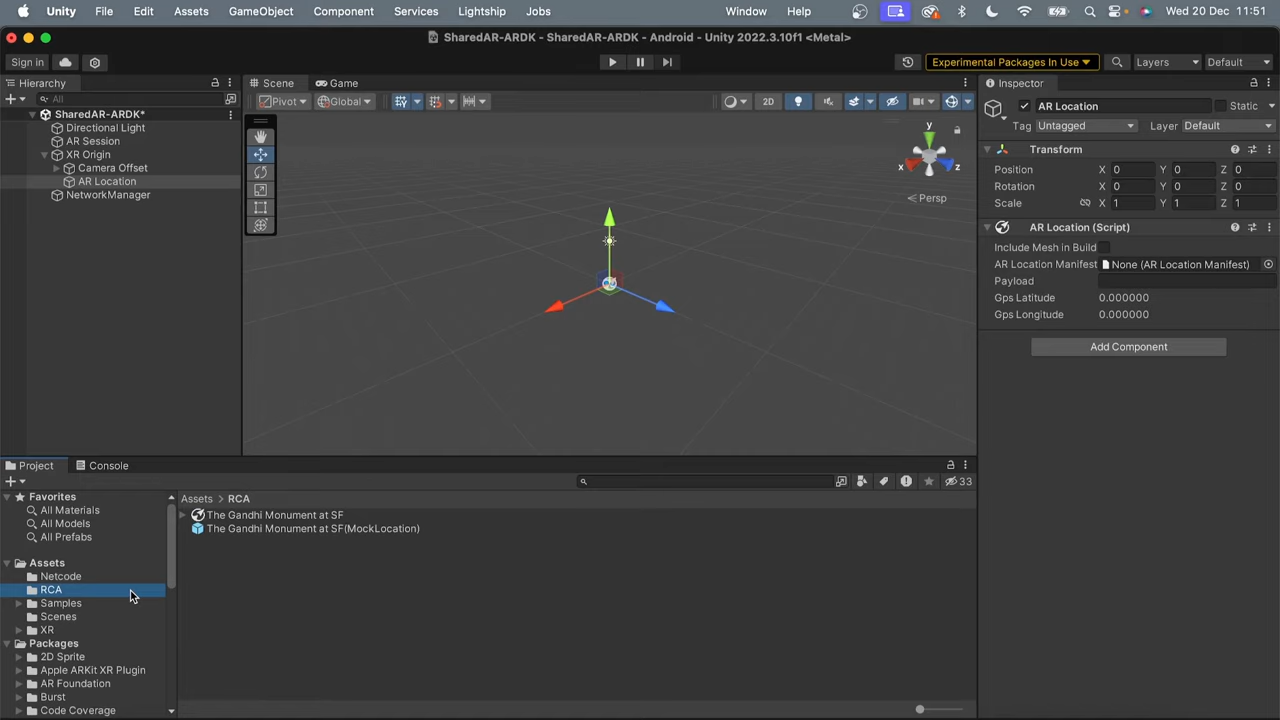 Unity File Edit Assets GameObject Component Services Lightship Jobs Window Help Wed 20 Dec 11:51
SharedAR-ARDK - SharedAR-ARDK - Android - Unity 2022.3.10f1 <Metal>
Sign in Experimental Packages In Use Layers Default
Hierarchy Scene Game Inspector
All Pivot Global 2D AR Location Static
SharedAR-ARDK*
Tag Untagged Layer Default
Directional Light
AR Session
XR Origin
Camera Offset
AR Location
NetworkManager
y
x
z
Persp
Transform
Position X 0 Y 0 Z 0
Rotation X 0 Y 0 Z 0
Scale X 1 Y 1 Z 1
AR Location (Script)
Include Mesh in Build
AR Location Manifest None (AR Location Manifest)
Payload
Gps Latitude 0.000000
Gps Longitude 0.000000
Add Component
Project Console
33
Favorites
All Materials
All Models
All Prefabs
Assets
Netcode
RCA
Samples
Scenes
XR
Packages
2D Sprite
Apple ARKit XR Plugin
AR Foundation
Burst
Code Coverage
Assets > RCA
The Gandhi Monument at SF
The Gandhi Monument at SF(MockLocation)